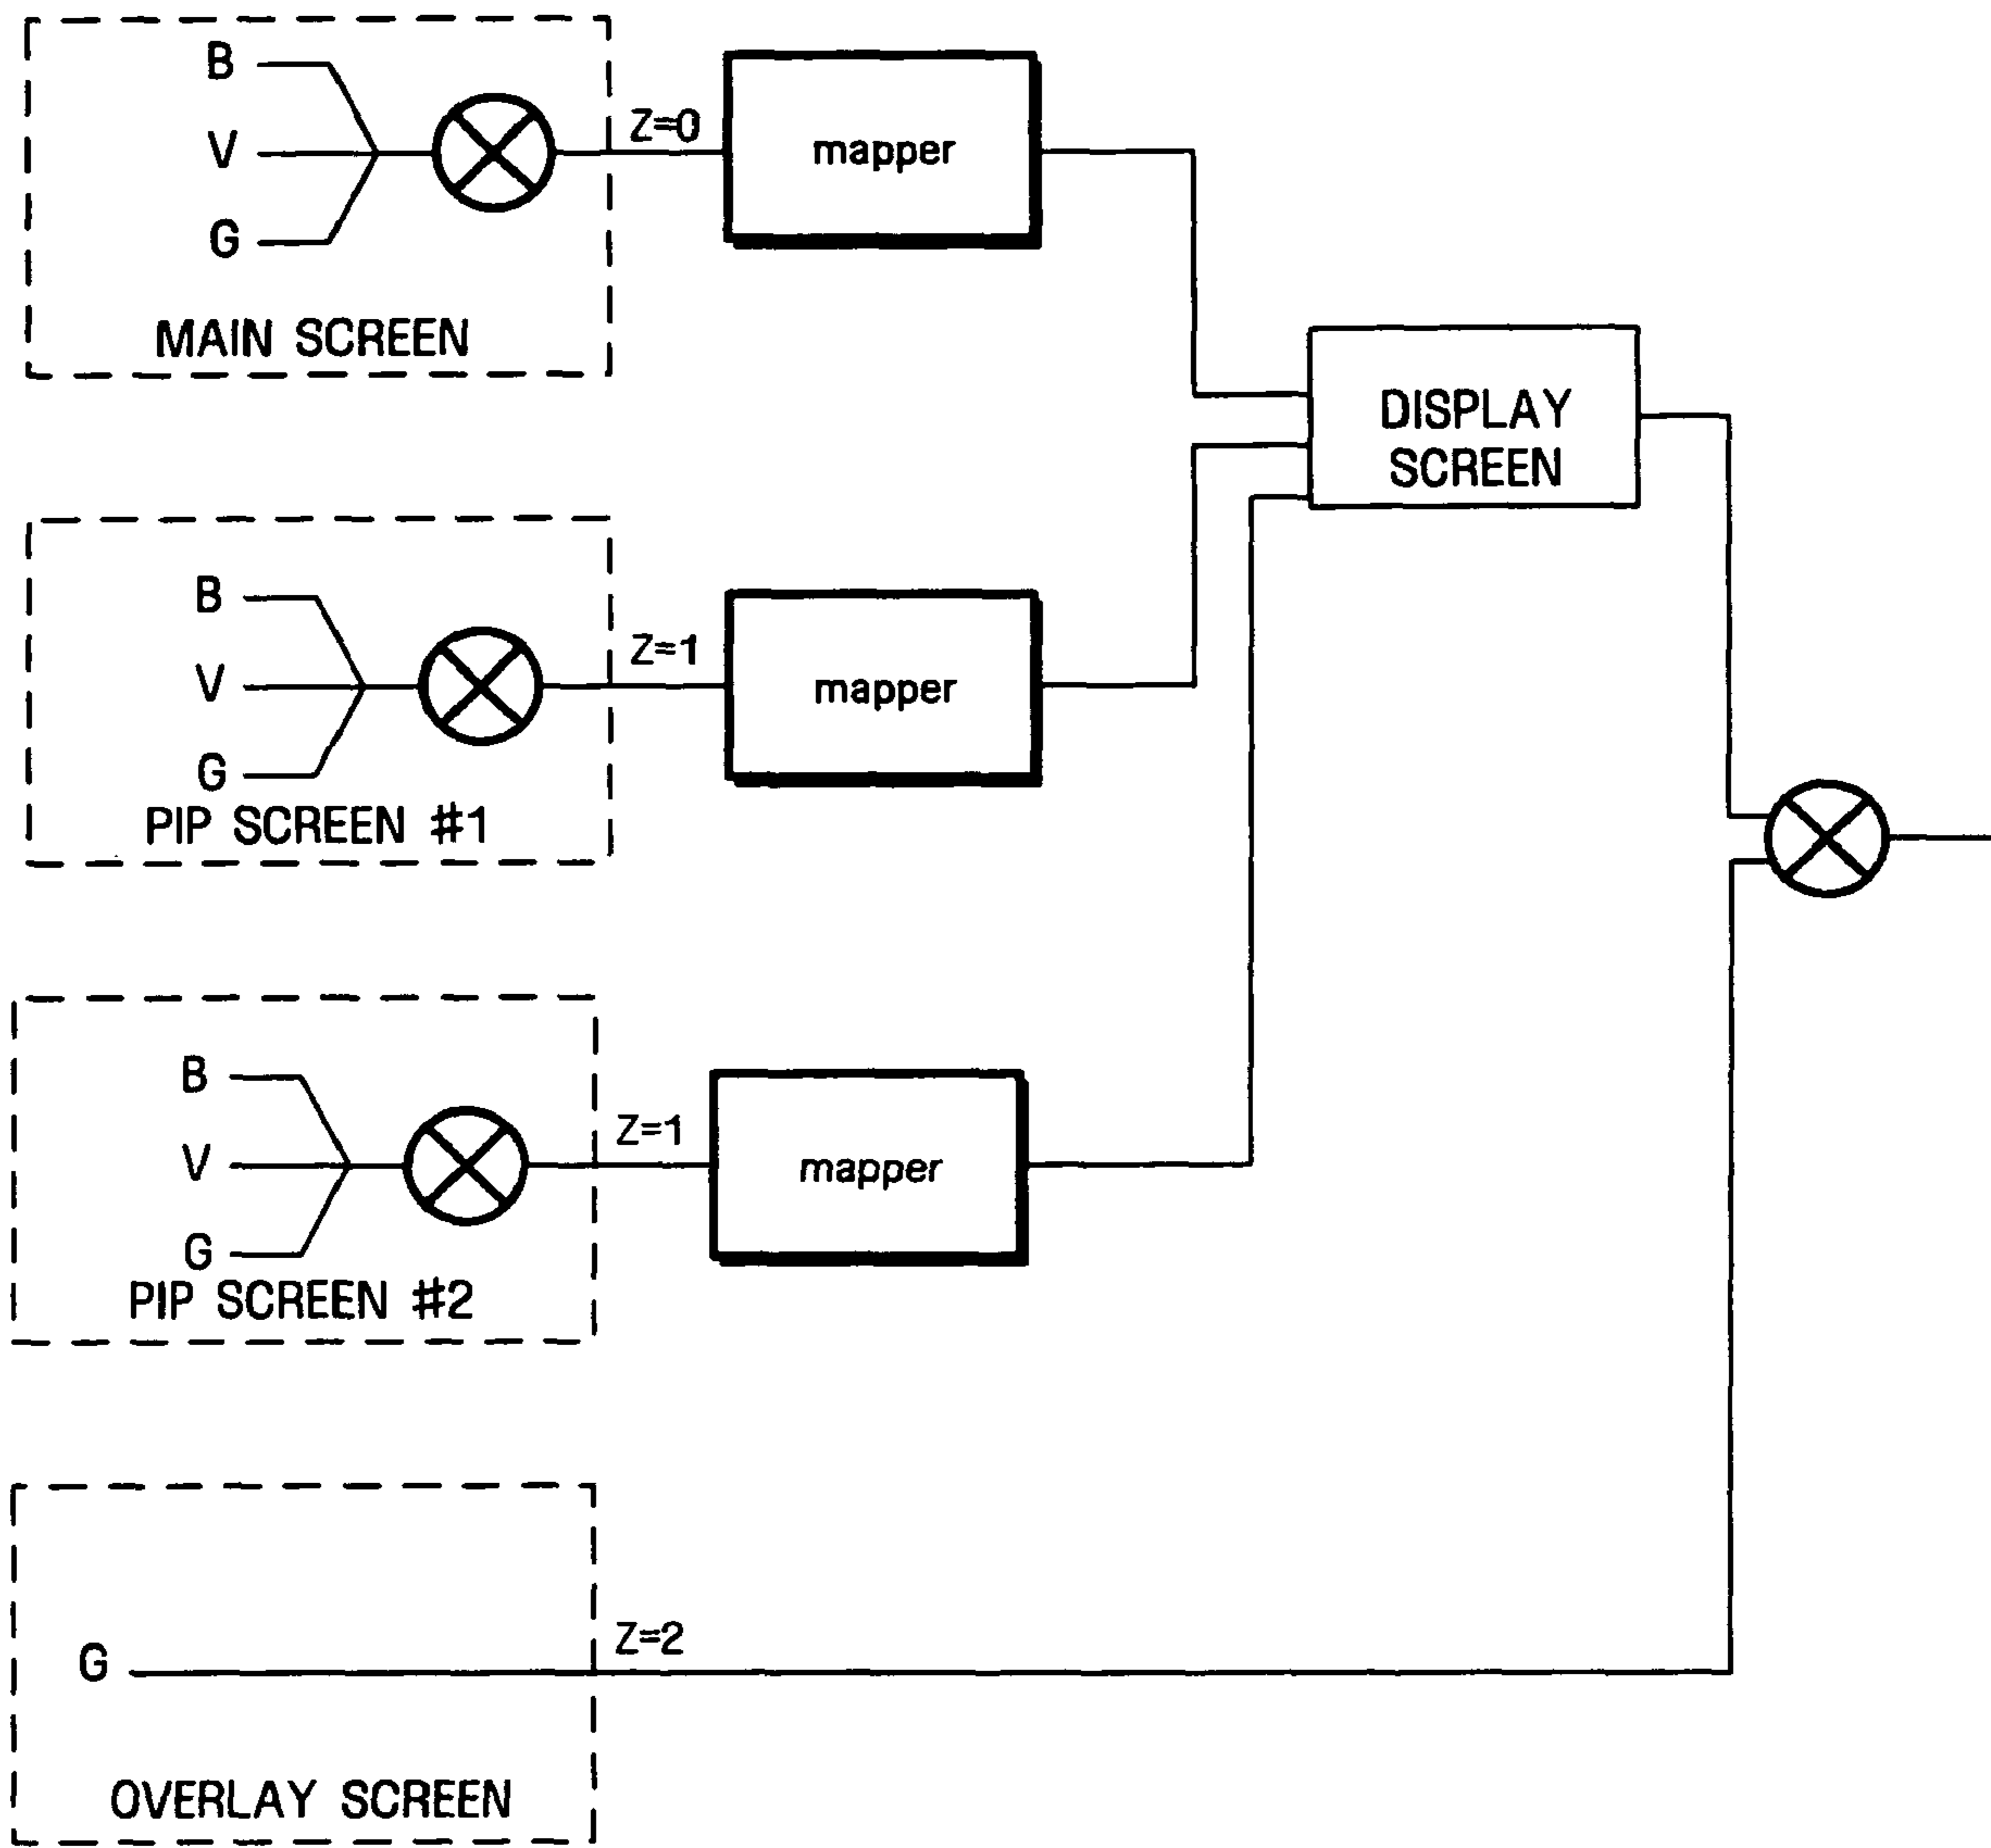 B
V
G
Z=0
mapper
MAIN SCREEN
DISPLAY
SCREEN
B
V
G
Z=1
mapper
PIP SCREEN #1
B
V
G
Z=1
mapper
PIP SCREEN #2
G
Z=2
OVERLAY SCREEN